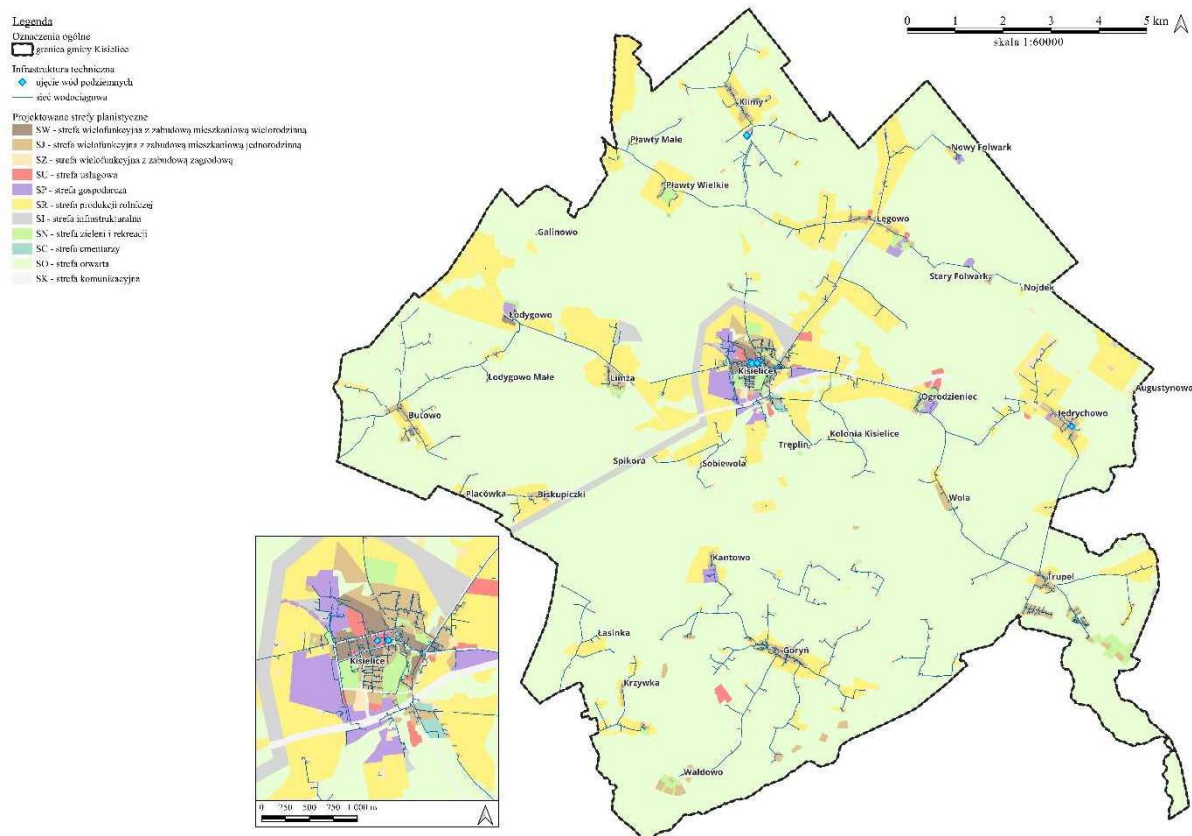 Legenda
Oznaczenia ogólne
granica gminy Kisielice
Infrastruktura techniczna
ujęcie wód podziemnych
sieć wodociągowa
Projektowane strefy planistyczne
SW - strefa wielofunkcyjna z zabudową mieszkaniową wielorodzinną
SJ - strefa wielofunkcyjna z zabudową mieszkaniową jednorodzinną
SZ - strefa wielofunkcyjna z zabudową zagrodową
SU - strefa usługowa
SP - strefa gospodarcza
SR - strefa produkcji rolniczej
SI - strefa infrastrukturalna
SN - strefa zieleni i rekreacji
SC - strefa cmentarzy
SO - strefa otwarta
SK - strefa komunikacyjna
0 1 2 3 4 5 km
skala 1:60000
Klimy
Pławty Małe
Nowy Folwark
Pławty Wielkie
Łęgowo
Galinowo
Stary Folwark
Nojdek
Łodygowo
Kisielice
Limża
Łodygowo Małe
Augustynowo
Ogrodzieniec
Butowo
Jędrychowo
Kolonia Kisielice
Tręplin
Spikora
Sobiewola
Placówka
Biskupiczki
Wola
Kantowo
Trupel
Łasinka
Goryń
Krzywka
Wałdowo
Kisielice
0 250 500 750 1 000 m